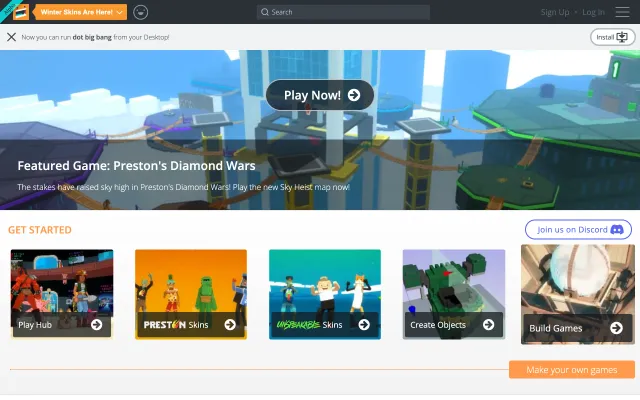 Winter Skins Are Here!
Search
Sign Up • Log In
Now you can run dot big bang from your Desktop!
Install
Play Now!
1
Featured Game: Preston's Diamond Wars
The stakes have raised sky high in Preston's Diamond Wars! Play the new Sky Heist map now!
GET STARTED
Join us on Discord
Play Hub
PRESTON Skins
UNSPEAKABLE Skins
Create Objects
Build Games
Make your own games